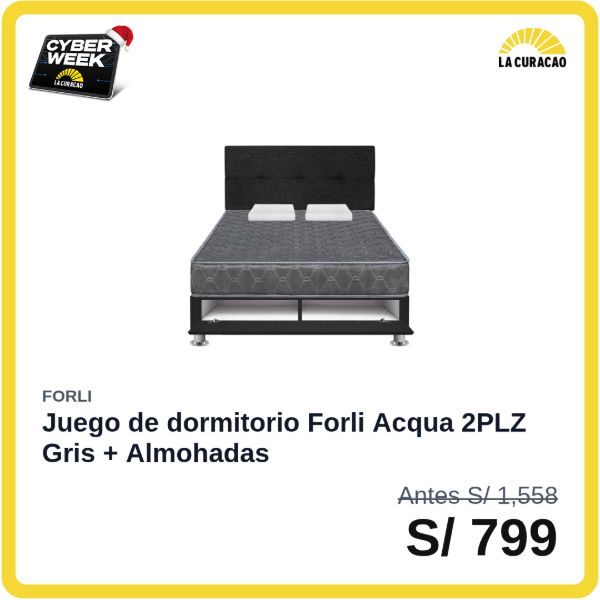 CYBER
WEEK
LA CURACAO
LA CURACAO
FORLI
Juego de dormitorio Forli Acqua 2PLZ
Gris + Almohadas
Antes S/ 1,558
S/ 799